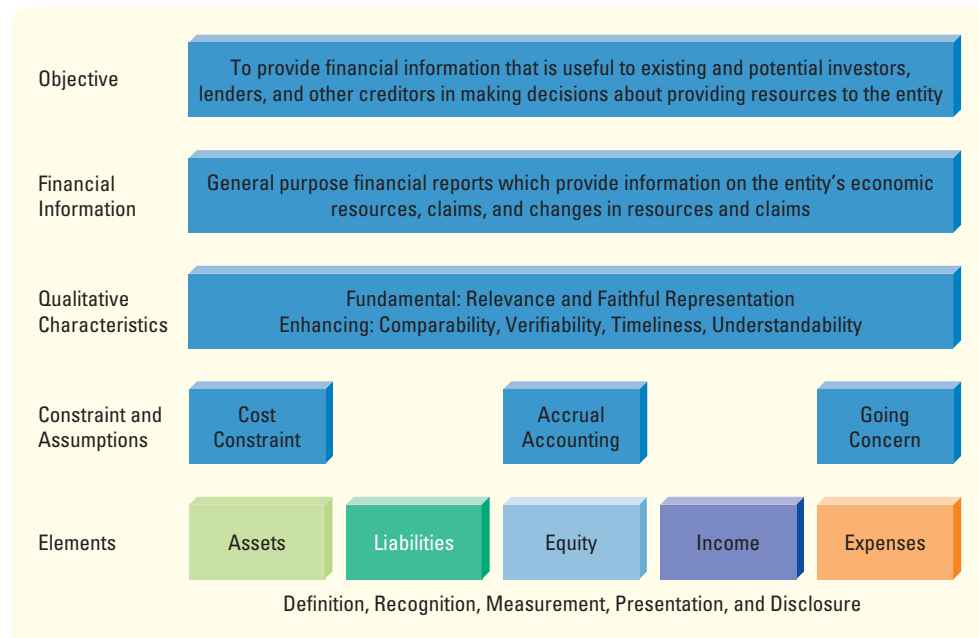 Objective
To provide financial information that is useful to existing and potential investors,
lenders, and other creditors in making decisions about providing resources to the entity
Financial
Information
General purpose financial reports which provide information on the entity's economic
resources, claims, and changes in resources and claims
Qualitative
Characteristics
Fundamental: Relevance and Faithful Representation
Enhancing: Comparability, Verifiability, Timeliness, Understandability
Constraint and
Assumptions
Cost
Constraint
Accrual
Accounting
Going
Concern
Elements
Assets
Liabilities
Equity
Income
Expenses
Definition, Recognition, Measurement, Presentation, and Disclosure